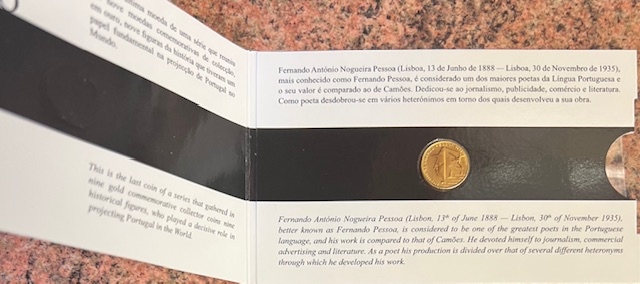 última moeda de uma série que reuniu
nove moedas comemorativas de colecção,
em ouro, nove figuras da história que tiveram um
papel fundamental na projecção de Portugal no
Mundo.
This is the last coin of a series that gathered in
nine gold commemorative collector coins nine
historical figures, who played a decisive role in
projecting Portugal in the World.
Fernando António Nogueira Pessoa (Lisboa, 13 de Junho de 1888 — Lisboa, 30 de Novembro de 1935),
mais conhecido como Fernando Pessoa, é considerado um dos maiores poetas da Língua Portuguesa e
o seu valor é comparado ao de Camões. Dedicou-se ao jornalismo, publicidade, comércio e literatura.
Como poeta desdobrou-se em vários heterónimos em torno dos quais desenvolveu a sua obra.
Fernando António Nogueira Pessoa (Lisbon, 13th of June 1888 — Lisbon, 30th of November 1935),
better known as Fernando Pessoa, is considered to be one of the greatest poets in the Portuguese
language, and his work is compared to that of Camões. He devoted himself to journalism, commercial
advertising and literature. As a poet his production is divided over that of several different heteronyms
through which he developed his work.